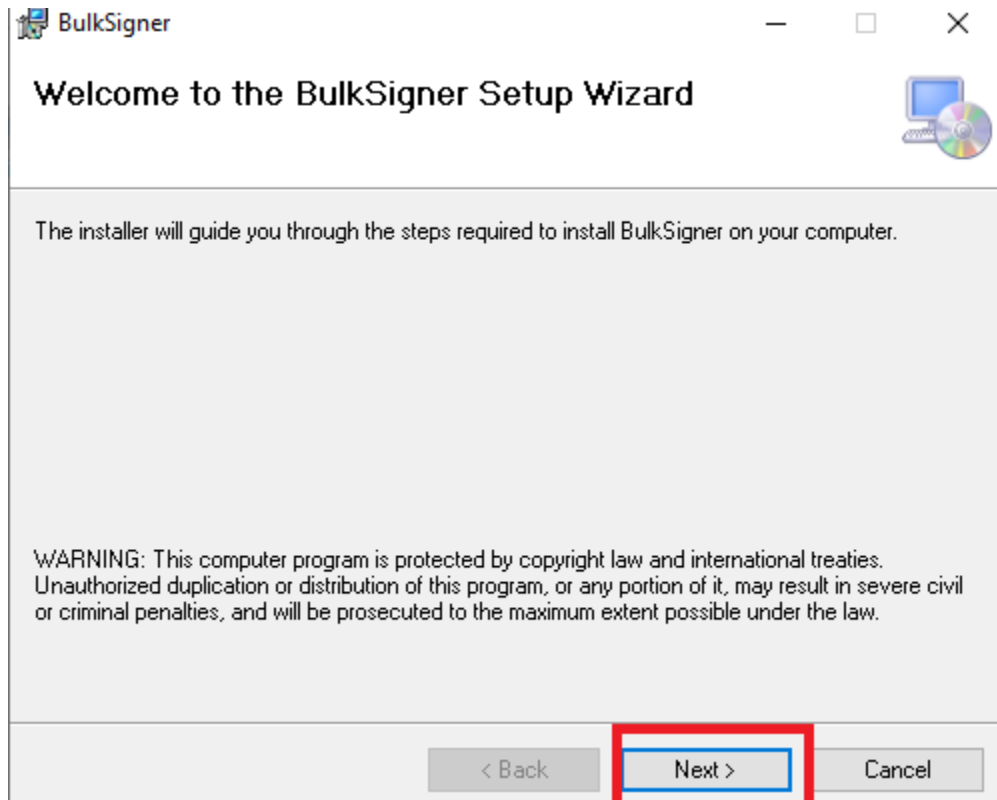 BulkSigner
Welcome to the BulkSigner Setup Wizard
The installer will guide you through the steps required to install BulkSigner on your computer.
WARNING: This computer program is protected by copyright law and international treaties.
Unauthorized duplication or distribution of this program, or any portion of it, may result in severe civil
or criminal penalties, and will be prosecuted to the maximum extent possible under the law.
< Back
Next >
Cancel